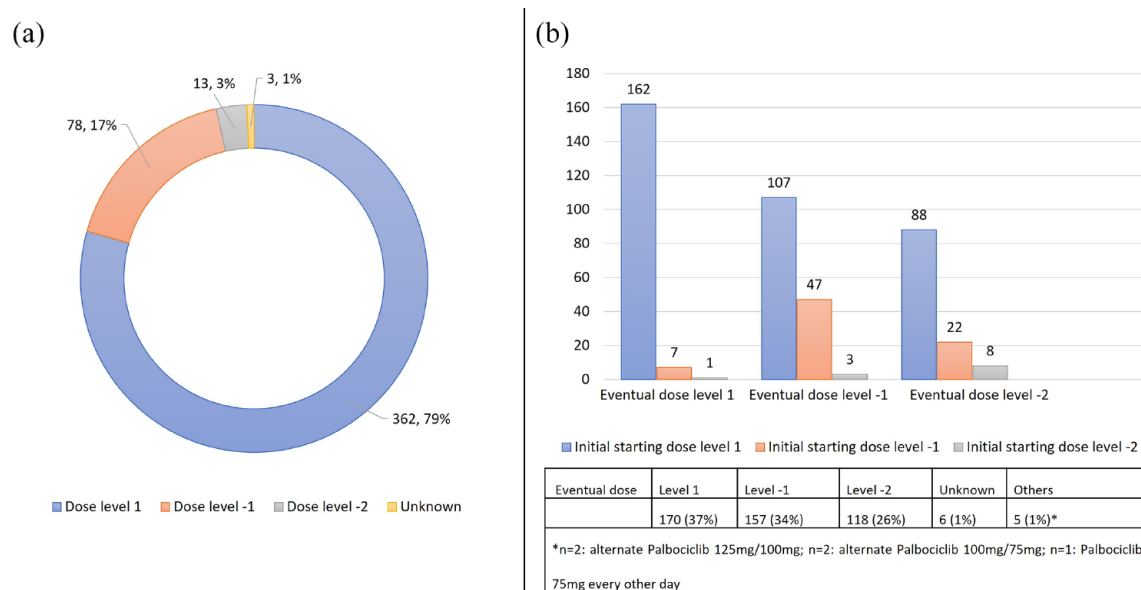 (a)
13, 3%
3, 1%
78, 17%
362, 79%
Dose level 1 Dose level -1 Dose level -2 Unknown
(b)
180
160
140
120
100
80
60
40
20
0
162
7
1
107
47
3
88
22
8
Eventual dose level 1 Eventual dose level -1 Eventual dose level -2
Initial starting dose level 1 Initial starting dose level -1 Initial starting dose level -2
Eventual dose Level 1 Level -1 Level -2 Unknown Others
170 (37%) 157 (34%) 118 (26%) 6 (1%) 5 (1%)*
*n=2: alternate Palbociclib 125mg/100mg; n=2: alternate Palbociclib 100mg/75mg; n=1: Palbociclib
75mg every other day